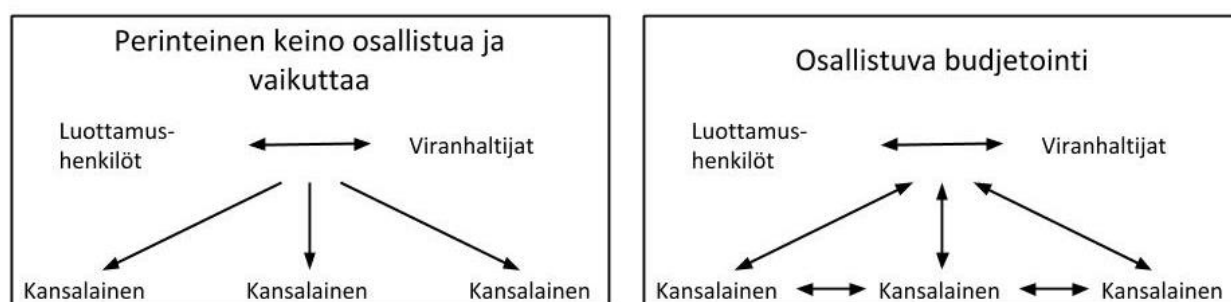 Perinteinen keino osallistua ja
vaikuttaa
Luottamus-
henkilöt
Viranhaltijat
Kansalainen
Kansalainen
Kansalainen
Osallistuva budjetointi
Luottamus-
henkilöt
Viranhaltijat
Kansalainen
Kansalainen
Kansalainen